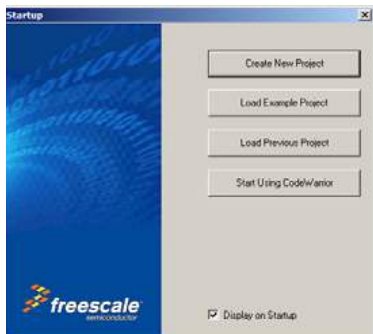 Startup
Create New Project
Load Example Project
Load Previous Project
Start Using CodeWarrior
freescale
semiconductor
Display on Startup